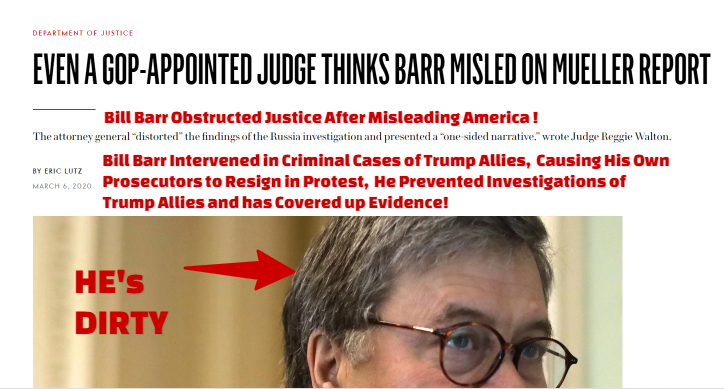 DEPARTMENT OF JUSTICE
EVEN A GOP-APPOINTED JUDGE THINKS BARR MISLED ON MUELLER REPORT
Bill Barr Obstructed Justice After Misleading America !
The attorney general “distorted” the findings of the Russia investigation and presented a “one-sided narrative,” wrote Judge Reggie Walton.
Bill Barr Intervened in Criminal Cases of Trump Allies, Causing His Own
BY ERIC LUTZ
Prosecutors to Resign in Protest, He Prevented Investigations of
MARCH 6, 2020
Trump Allies and has Covered up Evidence!
HE's
DIRTY